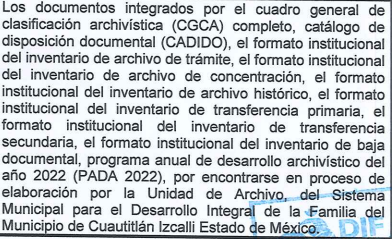 Los documentos integrados por el cuadro general de
clasificación archivística (CGCA) completo, catálogo de
disposición documental (CADIDO), el formato institucional
del inventario de archivo de trámite, el formato institucional
del inventario de archivo de concentración, el formato
institucional del inventario de archivo histórico, el formato
institucional del inventario de transferencia primaria, el
formato institucional del inventario de transferencia
secundaria, el formato institucional del inventario de baja
documental, programa anual de desarrollo archivístico del
año 2022 (PADA 2022), por encontrarse en proceso de
elaboración por la Unidad de Archivo, del Sistema
Municipal para el Desarrollo Integral de la Familia del
Municipio de Cuautitlán Izcalli Estado de México.
DIF